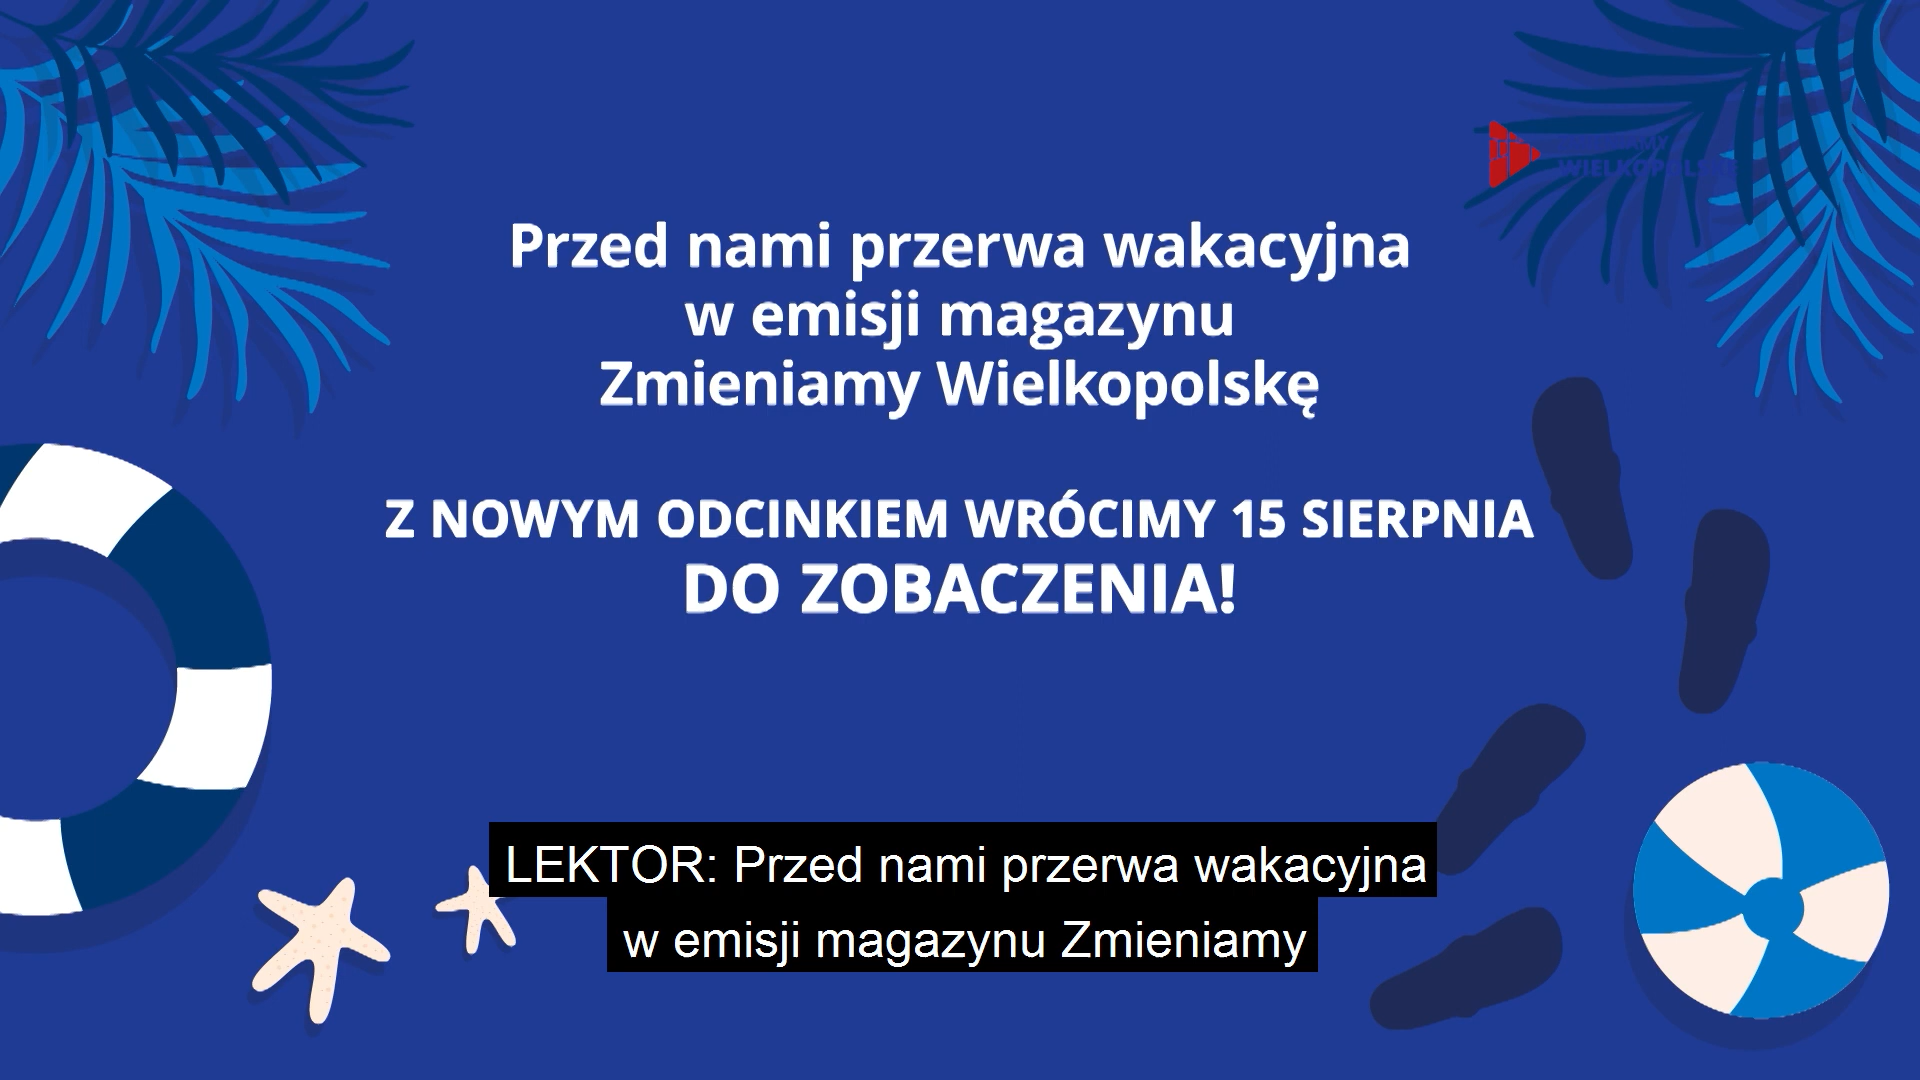 WIELKOPOLSKĘ
Przed nami przerwa wakacyjna
w emisji magazynu
Zmieniamy Wielkopolskę
Z NOWYM ODCINKIEM WRÓCIMY 15 SIERPNIA
DO ZOBACZENIA!
LEKTOR: Przed nami przerwa wakacyjna
w emisji magazynu Zmieniamy